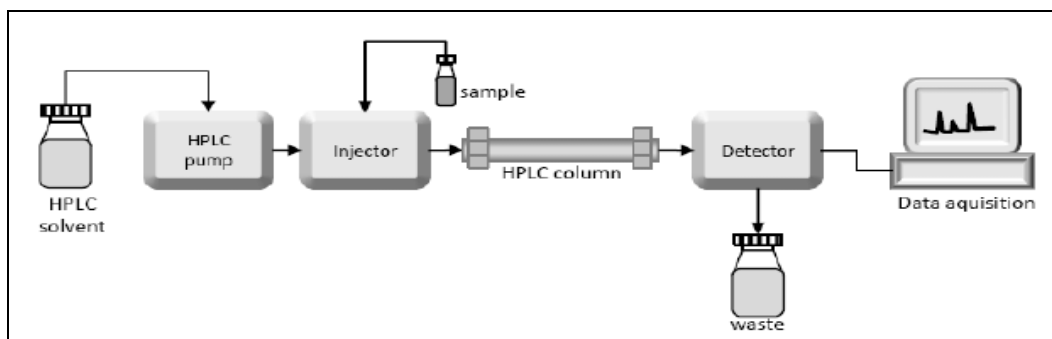 HPLC
solvent
HPLC
pump
Injector
sample
HPLC column
Detector
waste
Data aquisition